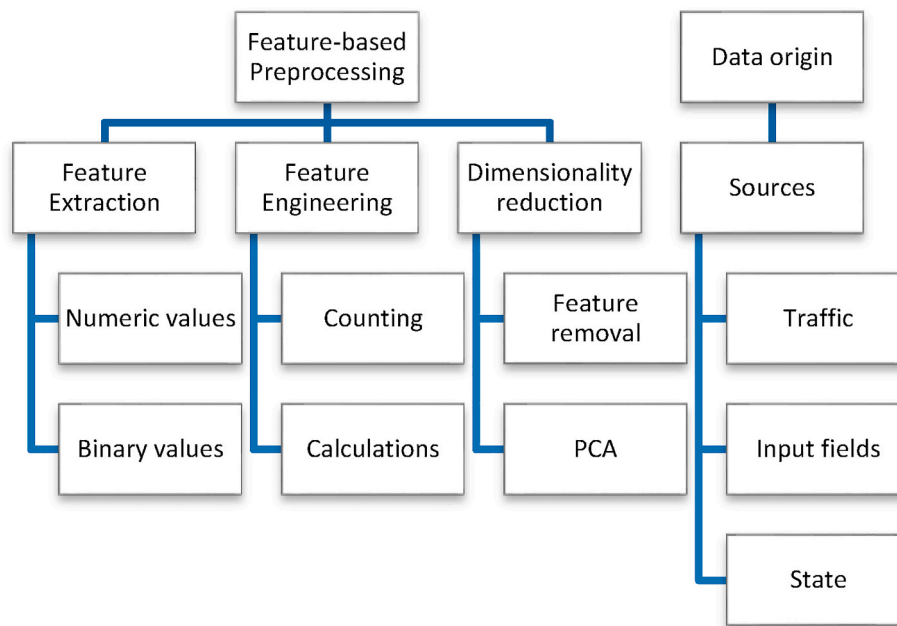 Feature-based
Preprocessing
Data origin
Feature
Extraction
Feature
Engineering
Dimensionality
reduction
Sources
Numeric values
Counting
Feature
removal
Traffic
Binary values
Calculations
PCA
Input fields
State